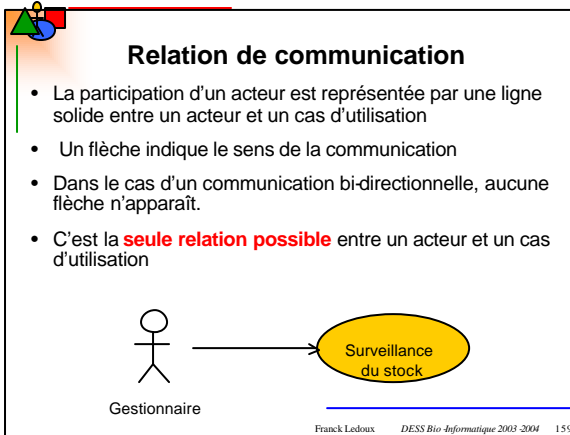 Relation de communication
• La participation d'un acteur est représentée par une ligne
solide entre un acteur et un cas d'utilisation
• Un flèche indique le sens de la communication
• Dans le cas d'un communication bi-directionnelle, aucune
flèche n'apparaît.
• C'est la seule relation possible entre un acteur et un cas
d'utilisation
Surveillance
du stock
Gestionnaire
Franck Ledoux DESS Bio-Informatique 2003-2004 159